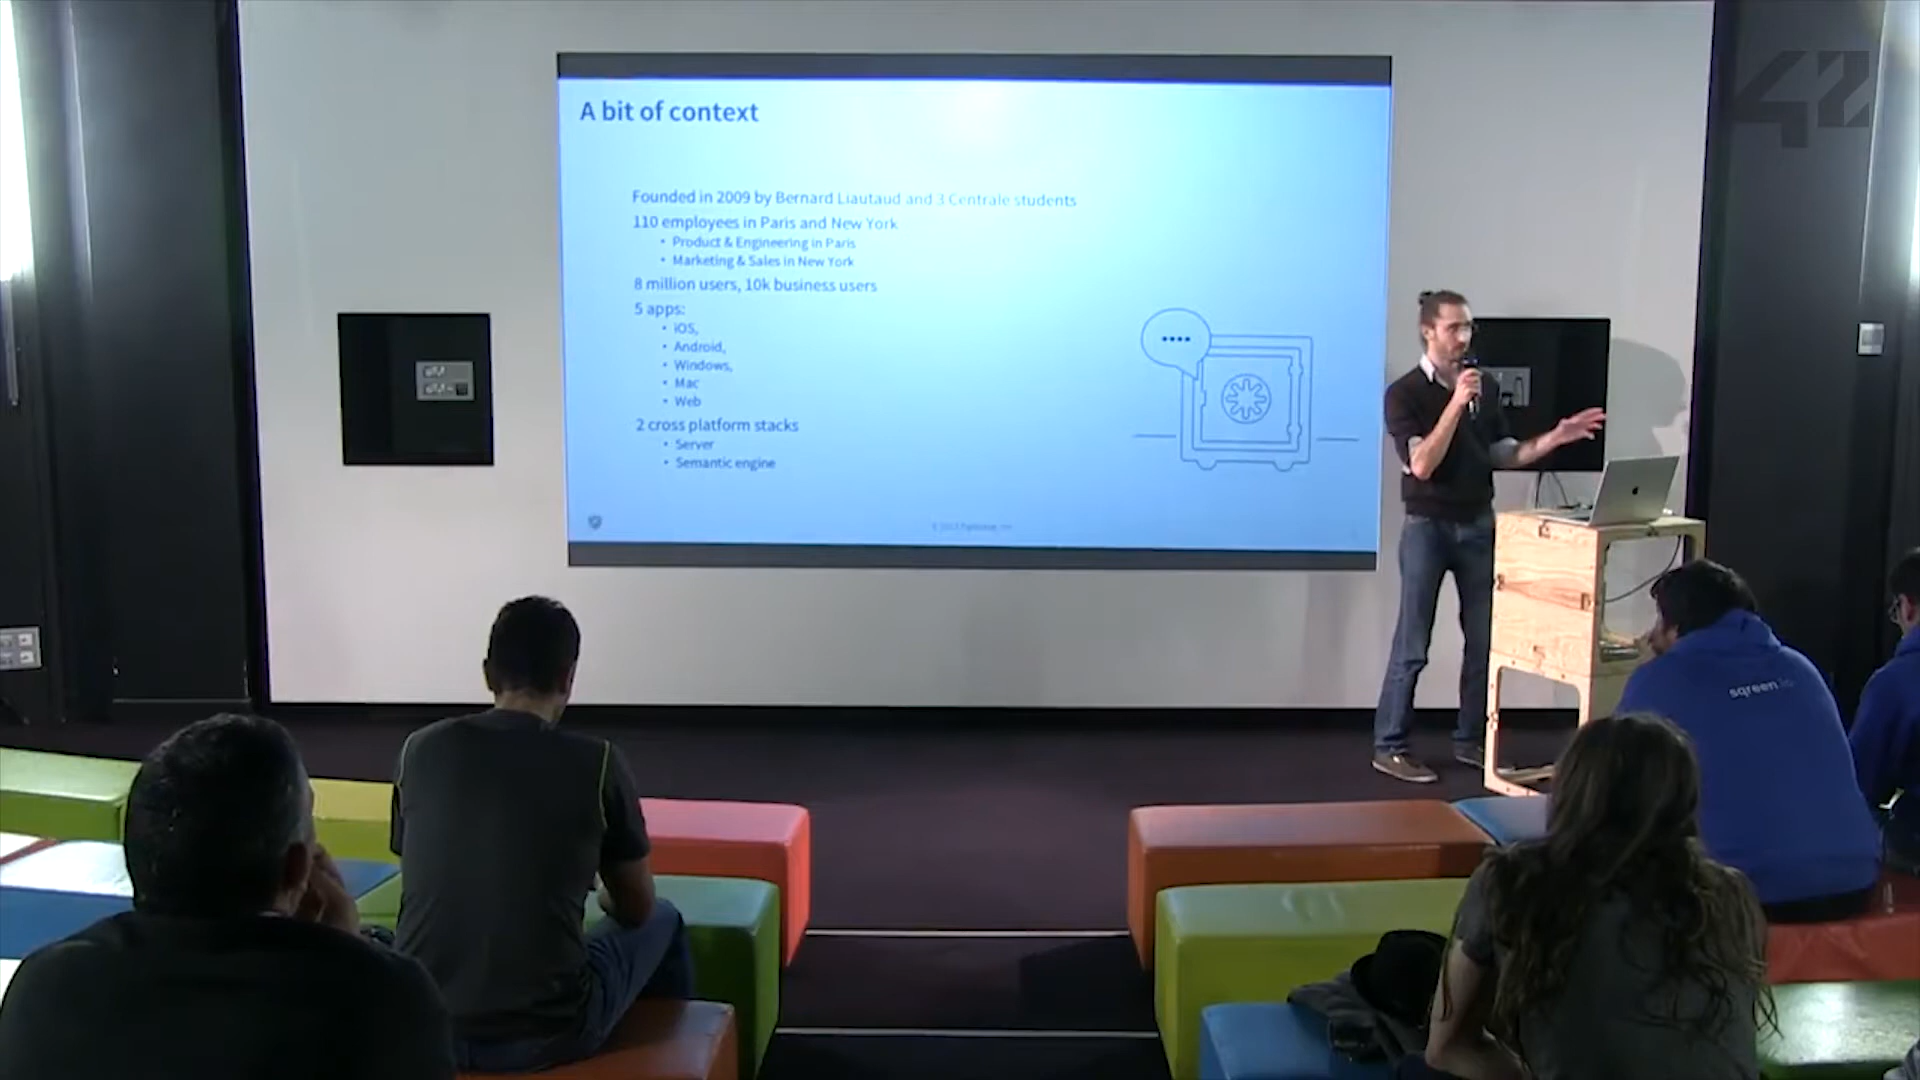 42
A bit of context
Founded in 2009 by Bernard Liautaud and 3 Centrale students
110 employees in Paris and New York
• Product & Engineering in Paris
• Marketing & Sales in New York
8 million users, 10k business users
5 apps:
• iOS,
• Android,
• Windows,
• Mac
• Web
2 cross platform stacks
• Server
• Semantic engine
sqreen.io